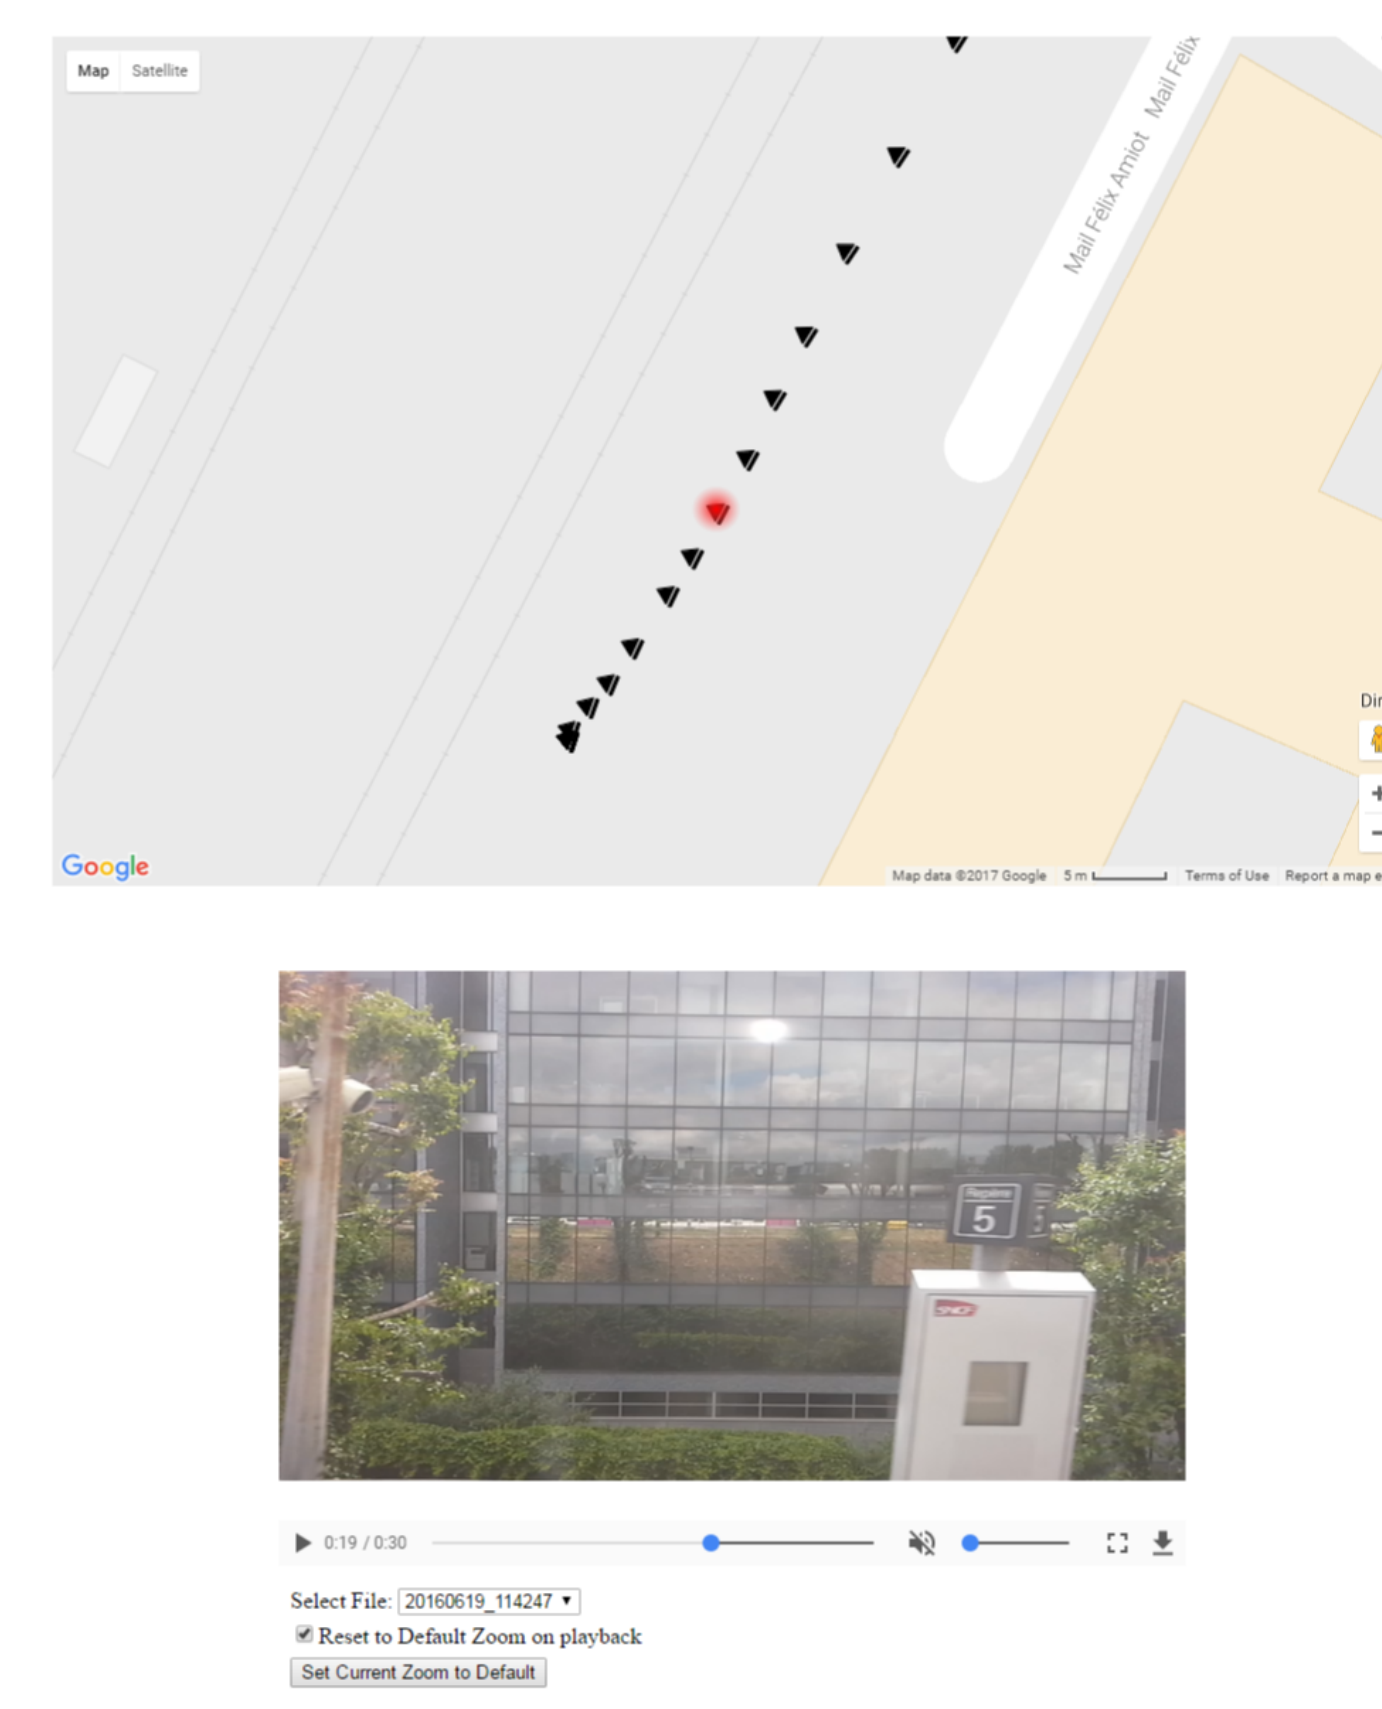 Map Satellite
Mail Félix
Mail Félix Amiot
Dir
Google
Map data ©2017 Google 5 m Terms of Use Report a map e
Repère
5
SNCF
0:19 / 0:30
Select File: 20160619_114247
Reset to Default Zoom on playback
Set Current Zoom to Default